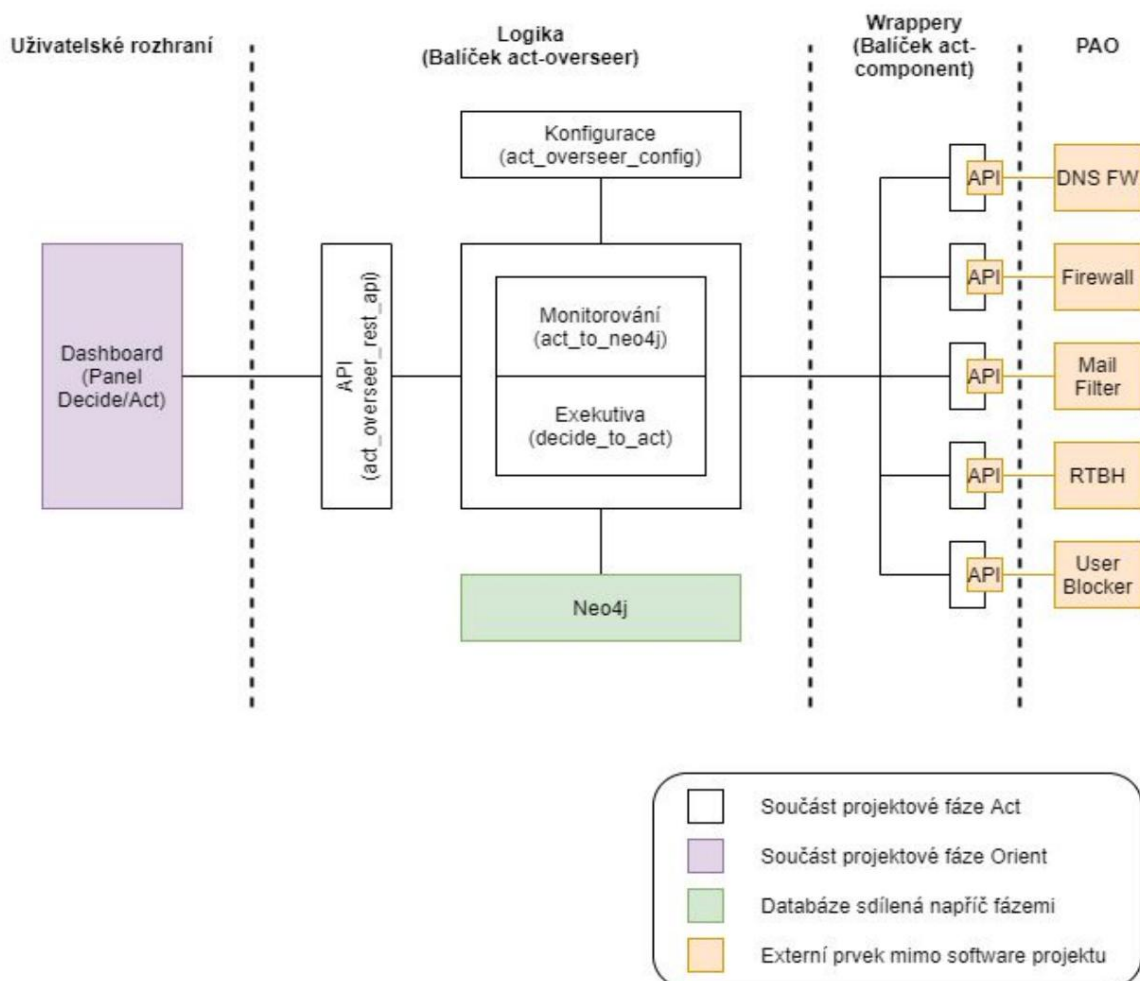 Uživatelské rozhraní
Logika
(Balíček act-overseer)
Wrappery
(Balíček act-
component)
PAO
Konfigurace
(act_overseer_config)
Dashboard
(Panel
Decide/Act)
API
(act_overseer_rest_api)
Monitorování
(act_to_neo4j)
Exekutiva
(decide_to_act)
Neo4j
API
DNS FW
API
Firewall
API
Mail
Filter
API
RTBH
API
User
Blocker
Součást projektové fáze Act
Součást projektové fáze Orient
Databáze sdílená napříč fázemi
Externí prvek mimo software projektu